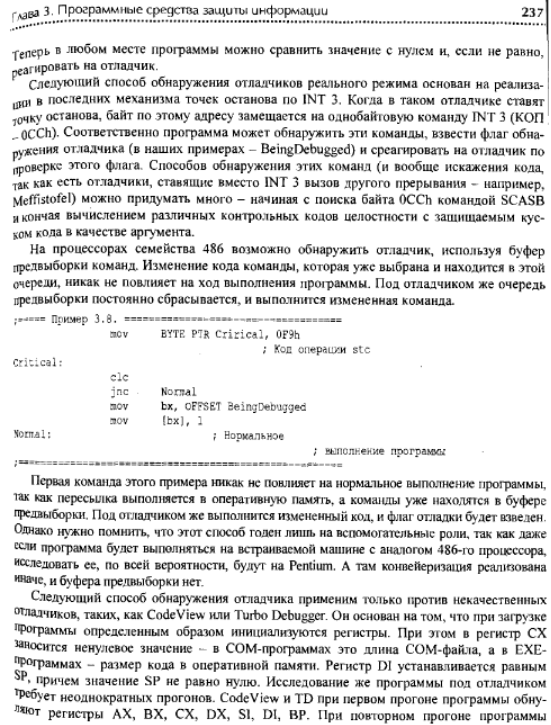 Глава 3. Программные средства защиты информации 237
Теперь в любом месте программы можно сравнить значение с нулем и, если не равно,
реагировать на отладчик.
Следующий способ обнаружения отладчиков реального режима основан на реализа-
ции в последних механизма точек останова по INT 3. Когда в таком отладчике ставят
точку останова, байт по этому адресу замещается на однобайтовую команду INT 3 (КОП
– 0CCh). Соответственно программа может обнаружить эти команды, взвести флаг обна-
ружения отладчика (в наших примерах – BeingDebugged) и среагировать на отладчик по
проверке этого флага. Способов обнаружения этих команд (и вообще искажения кода,
так как есть отладчики, ставящие вместо INT 3 вызов другого прерывания – например,
Meffistofel) можно придумать много – начиная с поиска байта 0CCh командой SCASB
и кончая вычислением различных контрольных кодов целостности с защищаемым кус-
ком кода в качестве аргумента.
На процессорах семейства 486 возможно обнаружить отладчик, используя буфер
предвыборки команд. Изменение кода команды, которая уже выбрана и находится в этой
очереди, никак не повлияет на ход выполнения программы. Под отладчиком же очередь
предвыборки постоянно сбрасывается, и выполнится измененная команда.
;===== Пример 3.8. ==================================
mov BYTE PTR Crirical, 0F9h
; Код операции stc
Critical:
clc
jnc Normal
mov bx, OFFSET BeingDebugged
mov [bx], 1
Normal: ; Нормальное
; выполнение программы
;====================================================
Первая команда этого примера никак не повлияет на нормальное выполнение программы,
так как пересылка выполняется в оперативную память, а команды уже находятся в буфере
предвыборки. Под отладчиком же выполнится измененный код, и флаг отладки будет взведен.
Однако нужно помнить, что этот способ годен лишь на вспомогательные роли, так как даже
если программа будет выполняться на встраиваемой машине с аналогом 486-го процессора,
исследовать ее, по всей вероятности, будут на Pentium. А там конвейеризация реализована
иначе, и буфера предвыборки нет.
Следующий способ обнаружения отладчика применим только против некачественных
отладчиков, таких, как CodeView или Turbo Debugger. Он основан на том, что при загрузке
программы определенным образом инициализируются регистры. При этом в регистр CX
заносится ненулевое значение – в COM-программах это длина COM-файла, а в EXE-
программах – размер кода в оперативной памяти. Регистр DI устанавливается равным
SP, причем значение SP не равно нулю. Исследование же программы под отладчиком
требует неоднократных прогонов. CodeView и TD при первом прогоне программы обну-
ляют регистры AX, BX, CX, DX, SI, DI, BP. При повторном прогоне программы